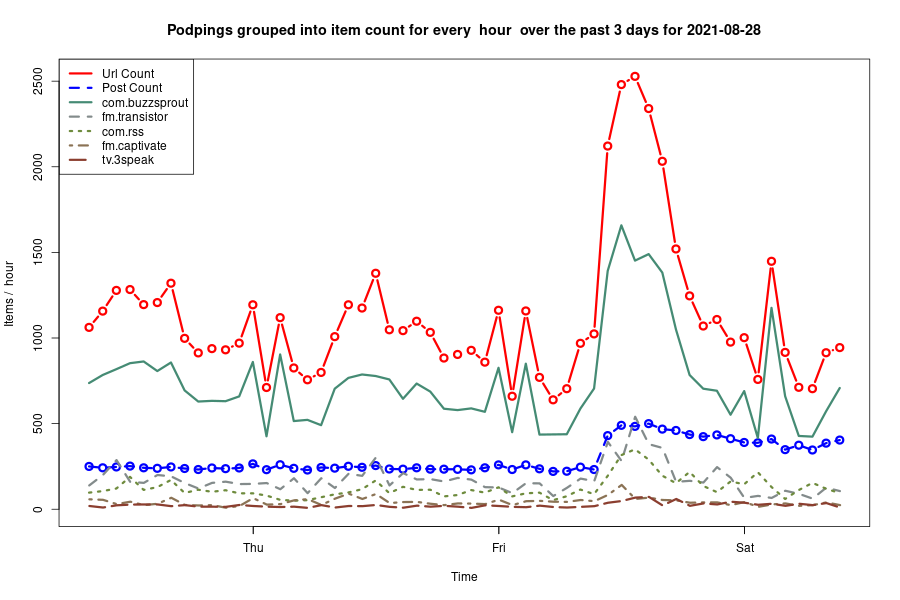 Podpings grouped into item count for every  hour  over the past 3 days for 2021-08-28
Url Count
Post Count
com.buzzsprout
fm.transistor
com.rss
fm.captivate
tv.3speak
Items /  hour
2500
2000
1500
1000
500
0
Thu
Fri
Sat
Time